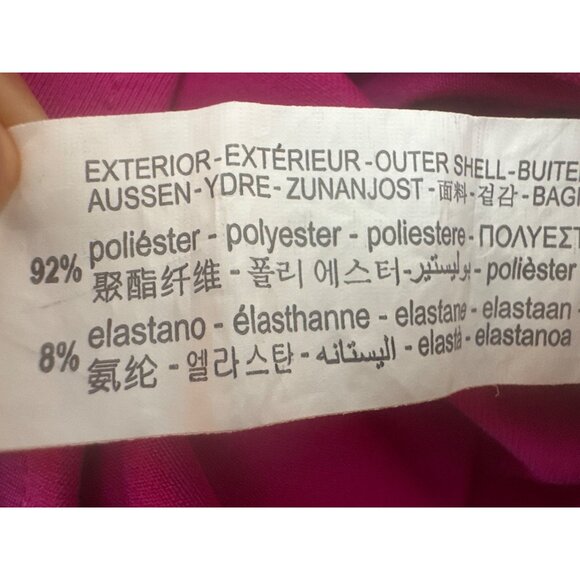 EXTERIOR-EXTÉRIEUR-OUTER SHELL-BUITE
AUSSEN-YDRE-ZUNANJOST-面料-겉감-BAG
92% poliéster - polyester - poliestere-ΠΟΛΥΕΣΤ
聚酯纤维-폴리 에스터-بوليستير- polièster
8% elastano - élasthanne - elastane - elastaan -
氨纶-엘라스탄 - اليستانه - elastà- elastanoa